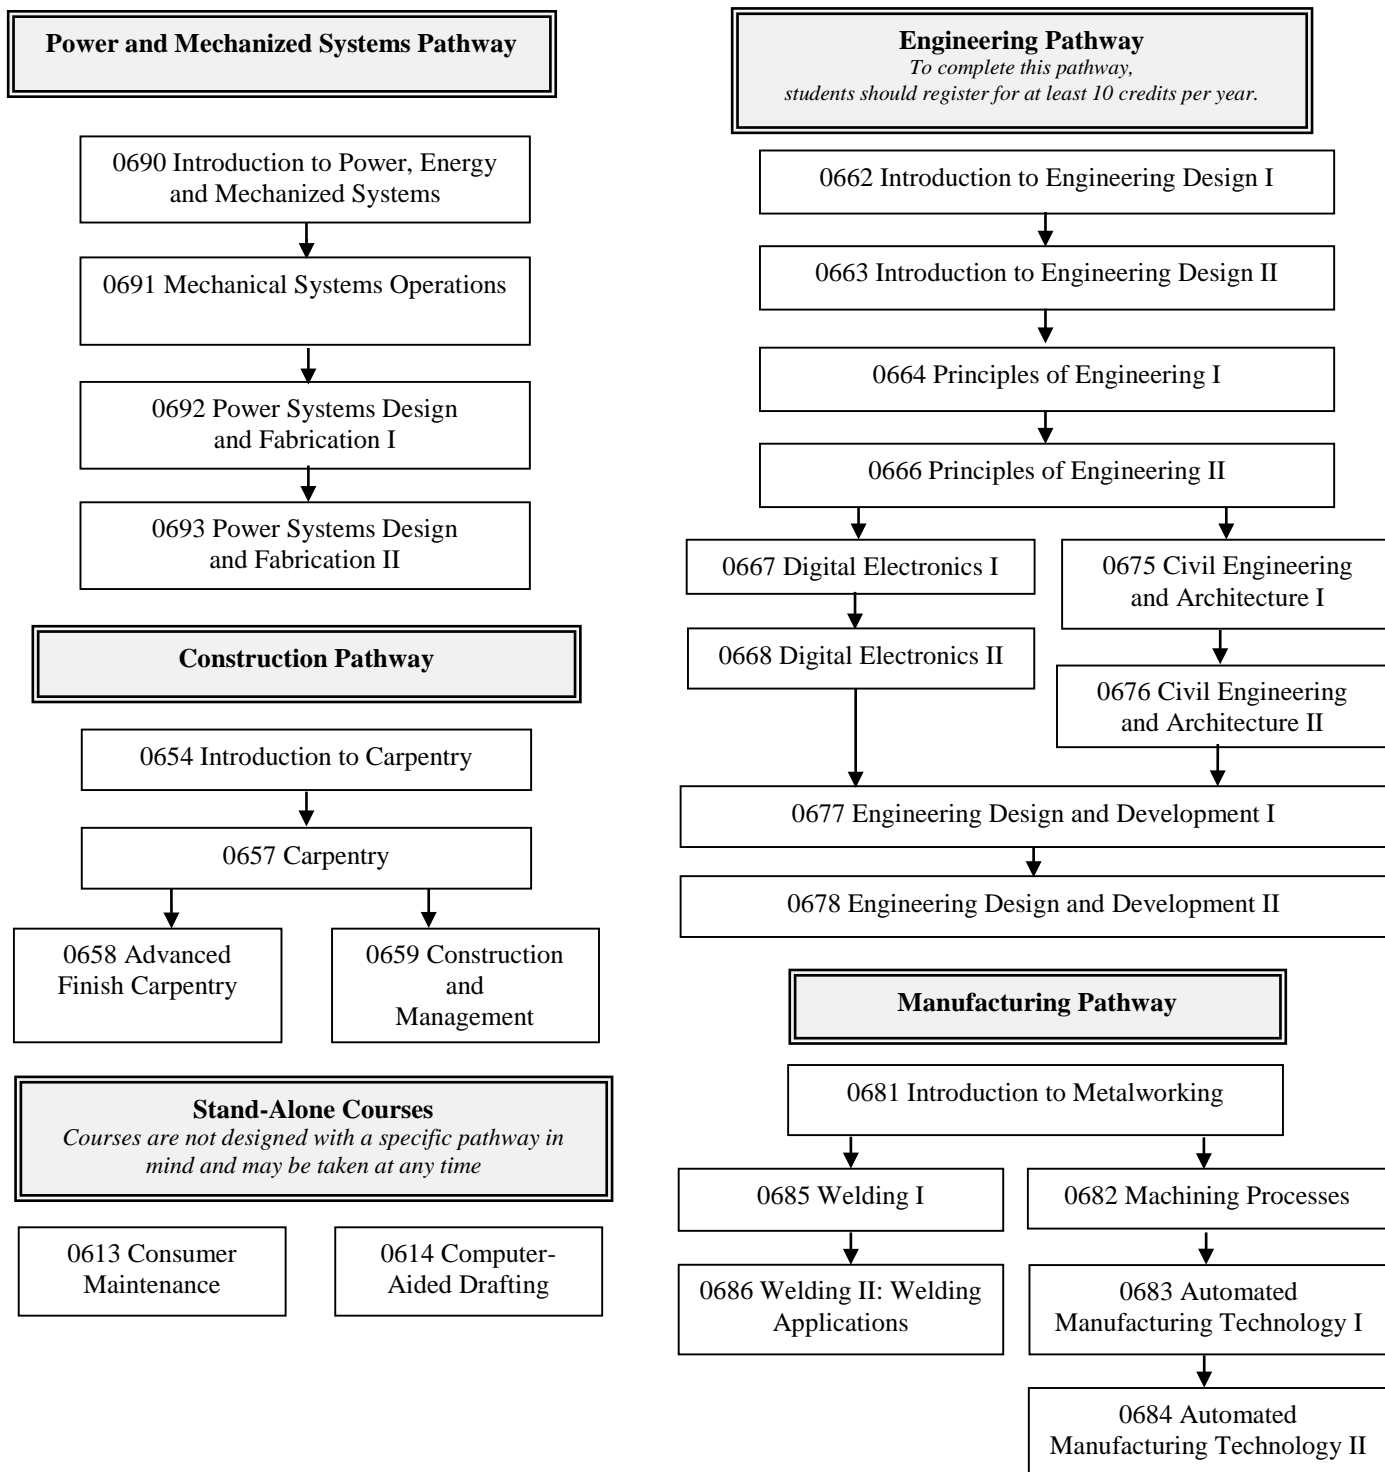 Power and Mechanized Systems Pathway
0690 Introduction to Power, Energy
and Mechanized Systems
0691 Mechanical Systems Operations
0692 Power Systems Design
and Fabrication I
0693 Power Systems Design
and Fabrication II
Construction Pathway
0654 Introduction to Carpentry
0657 Carpentry
0658 Advanced
Finish Carpentry
0659 Construction
and
Management
Stand-Alone Courses
Courses are not designed with a specific pathway in
mind and may be taken at any time
0613 Consumer
Maintenance
0614 Computer-
Aided Drafting
Engineering Pathway
To complete this pathway,
students should register for at least 10 credits per year.
0662 Introduction to Engineering Design I
0663 Introduction to Engineering Design II
0664 Principles of Engineering I
0666 Principles of Engineering II
0667 Digital Electronics I
0668 Digital Electronics II
0675 Civil Engineering
and Architecture I
0676 Civil Engineering
and Architecture II
0677 Engineering Design and Development I
0678 Engineering Design and Development II
Manufacturing Pathway
0681 Introduction to Metalworking
0685 Welding I
0686 Welding II: Welding
Applications
0682 Machining Processes
0683 Automated
Manufacturing Technology I
0684 Automated
Manufacturing Technology II